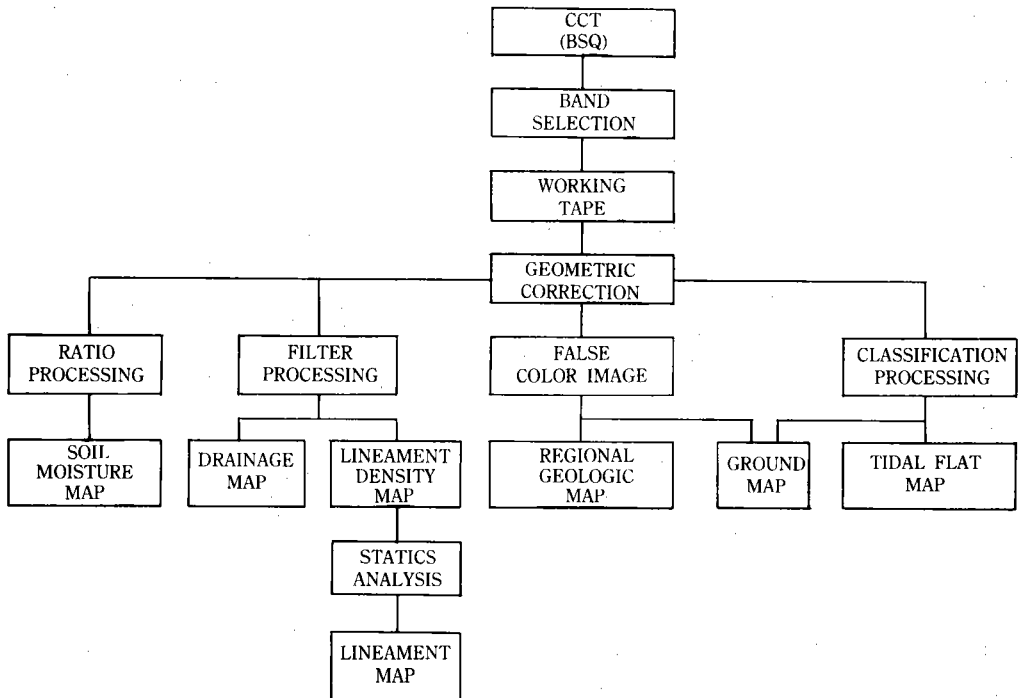 CCT
(BSQ)
BAND
SELECTION
WORKING
TAPE
GEOMETRIC
CORRECTION
RATIO
PROCESSING
FILTER
PROCESSING
FALSE
COLOR IMAGE
CLASSIFICATION
PROCESSING
SOIL
MOISTURE
MAP
DRAINAGE
MAP
LINEAMENT
DENSITY
MAP
REGIONAL
GEOLOGIC
MAP
GROUND
MAP
TIDAL FLAT
MAP
STATICS
ANALYSIS
LINEAMENT
MAP